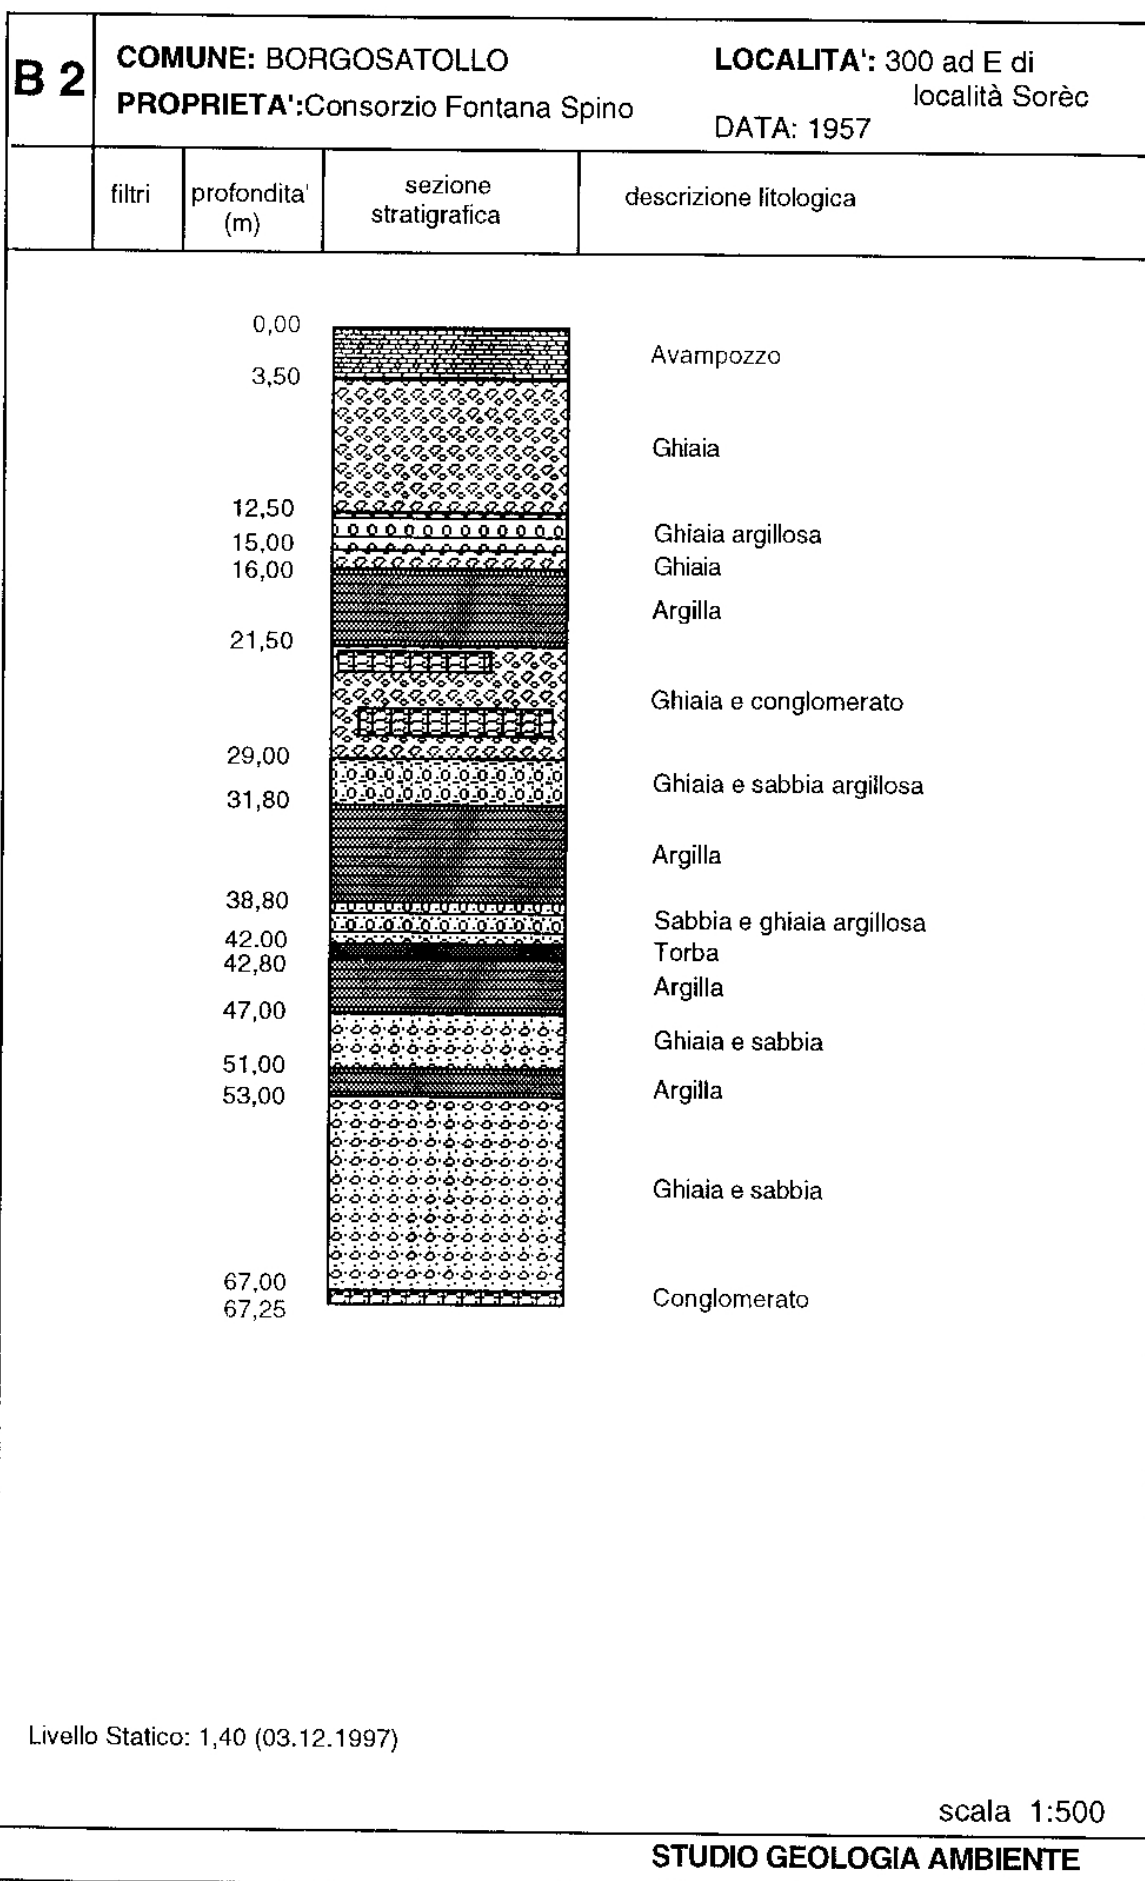 B 2
COMUNE: BORGOSATOLLO
PROPRIETA':Consorzio Fontana Spino
LOCALITA': 300 ad E di
località Sorèc
DATA: 1957
filtri
profondita'
(m)
sezione
stratigrafica
descrizione litologica
0,00
Avampozzo
3,50
Ghiaia
12,50
Ghiaia argillosa
15,00
Ghiaia
16,00
Argilla
21,50
Ghiaia e conglomerato
29,00
Ghiaia e sabbia argillosa
31,80
Argilla
38,80
Sabbia e ghiaia argillosa
42.00
Torba
42,80
Argilla
47,00
Ghiaia e sabbia
51,00
Argilla
53,00
Ghiaia e sabbia
67,00
Conglomerato
67,25
Livello Statico: 1,40 (03.12.1997)
scala 1:500
STUDIO GEOLOGIA AMBIENTE